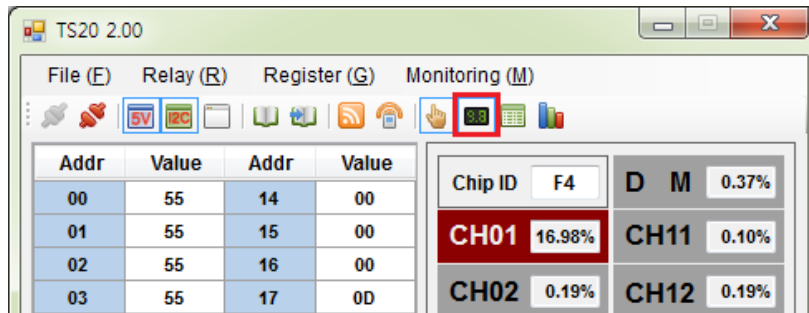 TS20 2.00
File (F) Relay (R) Register (G) Monitoring (M)
5V I2C 9.8
Addr Value Addr Value
00 55 14 00
01 55 15 00
02 55 16 00
03 55 17 0D
Chip ID F4 D M 0.37%
CH01 16.98% CH11 0.10%
CH02 0.19% CH12 0.19%